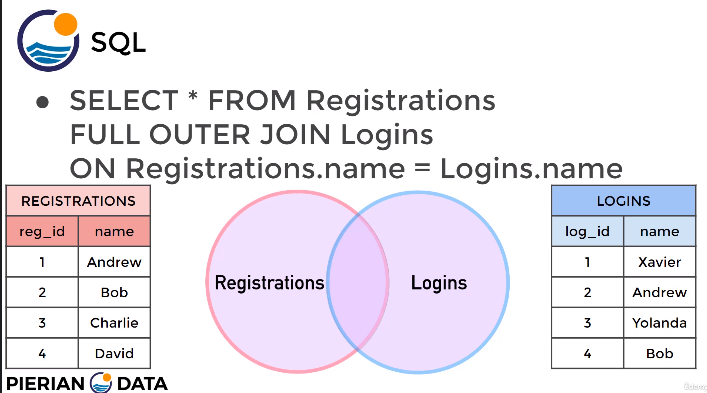 SQL
● SELECT * FROM Registrations
FULL OUTER JOIN Logins
ON Registrations.name = Logins.name
REGISTRATIONS
reg_id name
1 Andrew
2 Bob
3 Charlie
4 David
Registrations Logins
LOGINS
log_id name
1 Xavier
2 Andrew
3 Yolanda
4 Bob
PIERIAN DATA
Udemy